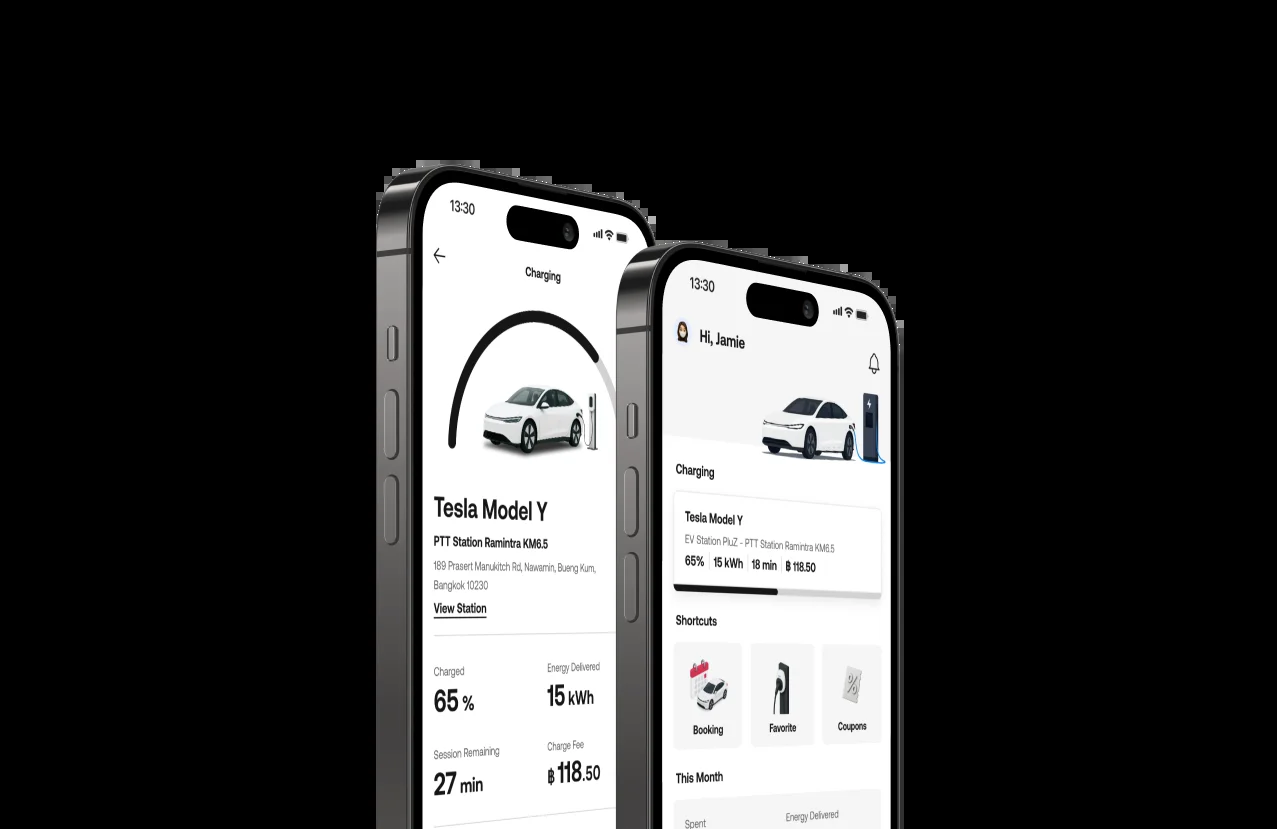 13:30
Charging
Tesla Model Y
PTT Station Ramintra KM6.5
189 Prasert Manukitch Rd, Nawamin, Bueng Kum,
Bangkok 10230
View Station
Charged
Energy Delivered
65 %
15 kWh
Session Remaining
Charge Fee
27 min
฿ 118.50
13:30
Hi, Jamie
Charging
Tesla Model Y
EV Station PluZ - PTT Station Ramintra KM6.5
65% 15 kWh 18 min ฿ 118.50
Shortcuts
%
Booking
Favorite
Coupons
This Month
Spent
Energy Delivered